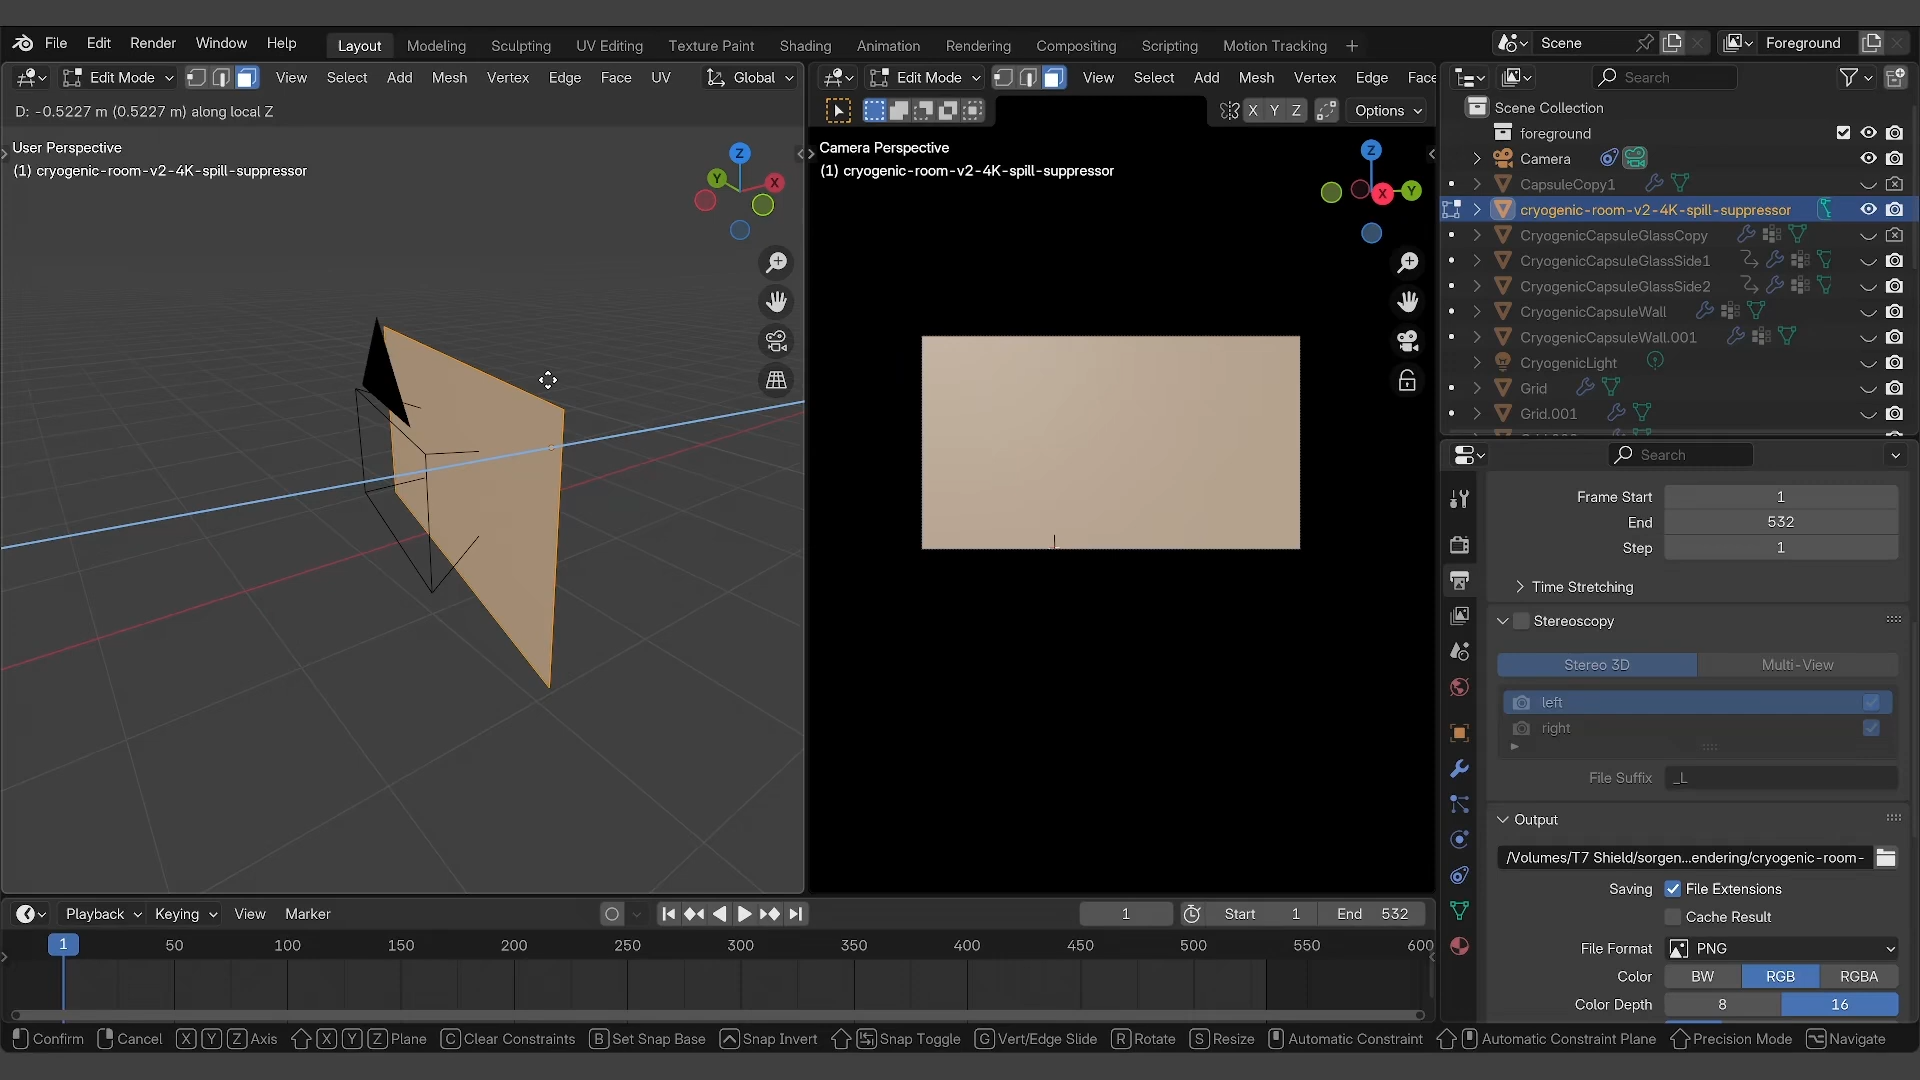 File Edit Render Window Help Layout Modeling Sculpting UV Editing Texture Paint Shading Animation Rendering Compositing Scripting Motion Tracking Scene Foreground
Edit Mode View Select Add Mesh Vertex Edge Face UV Global
Edit Mode View Select Add Mesh Vertex Edge Face
Search
D: -0.5227 m (0.5227 m) along local Z
X Y Z Options
User Perspective
(1) cryogenic-room-v2-4K-spill-suppressor
Z
Y
X
Camera Perspective
(1) cryogenic-room-v2-4K-spill-suppressor
Z
X
Y
Scene Collection
foreground
Camera
CapsuleCopy1
cryogenic-room-v2-4K-spill-suppressor
CryogenicCapsuleGlassCopy
CryogenicCapsuleGlassSide1
CryogenicCapsuleGlassSide2
CryogenicCapsuleWall
CryogenicCapsuleWall.001
CryogenicLight
Grid
Grid.001
Search
Frame Start 1
End 532
Step 1
Time Stretching
Stereoscopy
Stereo 3D Multi-View
left
right
File Suffix _L
Output
/Volumes/T7 Shield/sorgen...endering/cryogenic-room-
Saving File Extensions
Cache Result
File Format PNG
Color BW RGB RGBA
Color Depth 8 16
Playback Keying View Marker 1 Start 1 End 532
1 50 100 150 200 250 300 350 400 450 500 550 600
Confirm Cancel X Y Z Axis X Y Z Plane C Clear Constraints B Set Snap Base Snap Invert Snap Toggle G Vert/Edge Slide R Rotate S Resize Automatic Constraint Automatic Constraint Plane Precision Mode Navigate